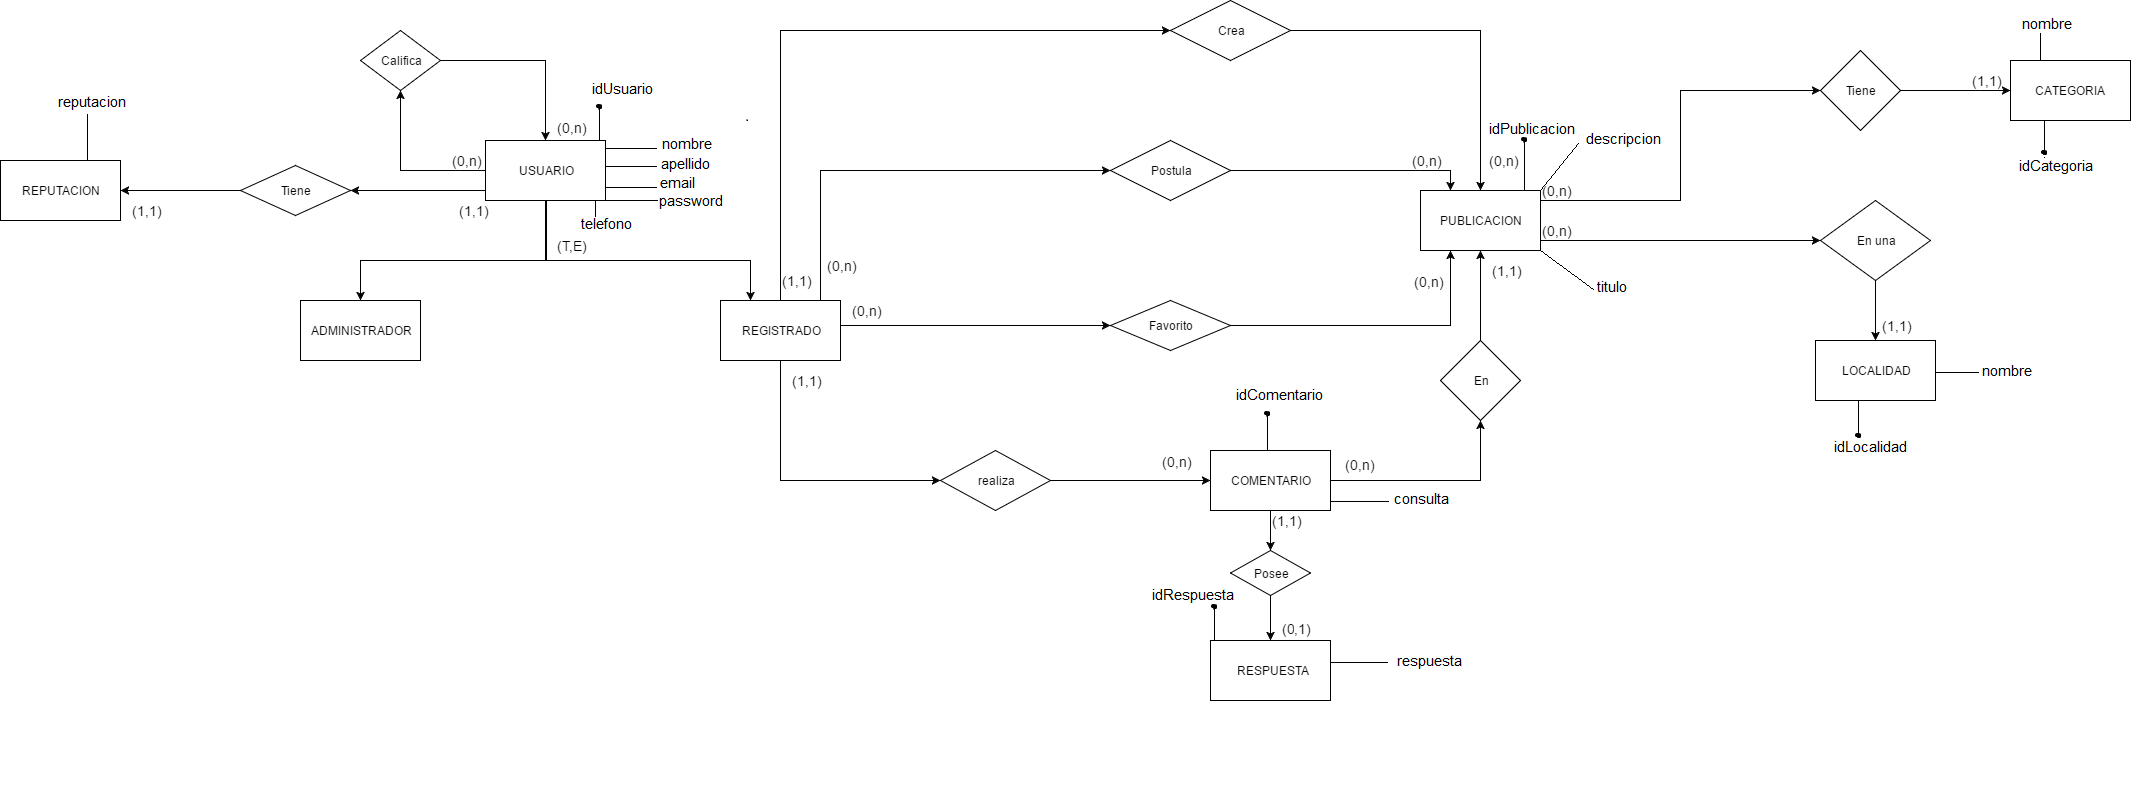 nombre
Crea
Califica
CATEGORIA
(1,1)
Tiene
idUsuario
reputacion
(0,n)
idPublicacion
descripcion
nombre
USUARIO
(0,n)
apellido
email
password
telefono
Postula
(0,n)
(0,n)
idCategoria
REPUTACION
Tiene
(1,1)
(1,1)
(0,n)
PUBLICACION
(0,n)
En una
(T,E)
(0,n)
(1,1)
(1,1)
(0,n)
titulo
ADMINISTRADOR
REGISTRADO
(0,n)
Favorito
(1,1)
LOCALIDAD
nombre
(1,1)
En
idComentario
idLocalidad
realiza
(0,n)
COMENTARIO
(0,n)
consulta
(1,1)
Posee
idRespuesta
(0,1)
RESPUESTA
respuesta